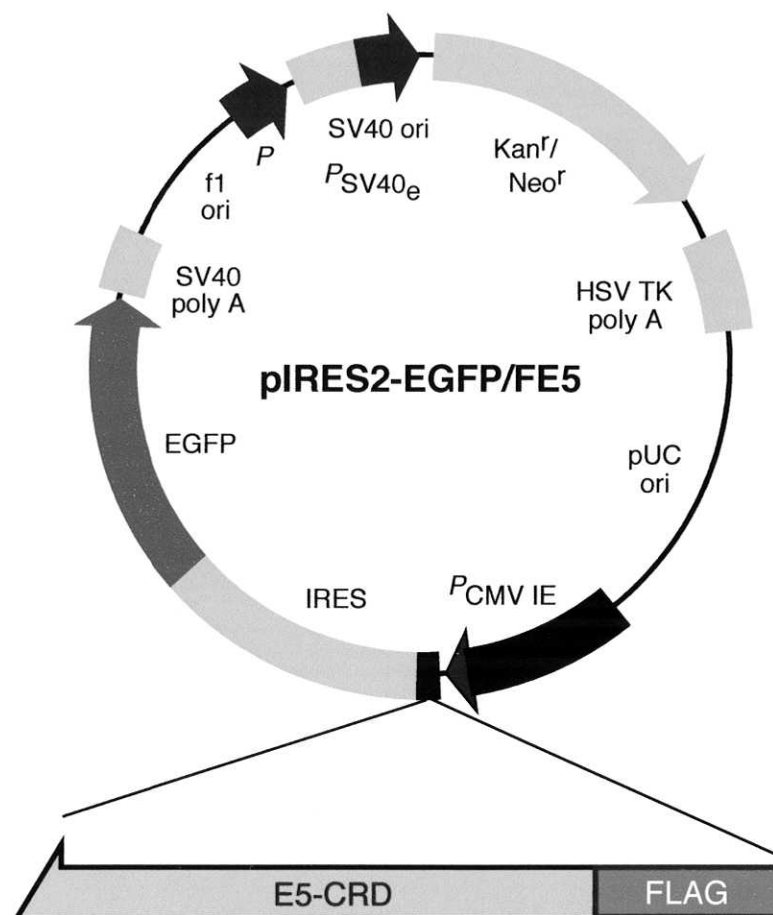 SV40 ori
P
PSV40e
Kanʳ/
Neoʳ
f1
ori
SV40
poly A
HSV TK
poly A
pIRES2-EGFP/FE5
EGFP
pUC
ori
IRES
PCMV IE
E5-CRD
FLAG